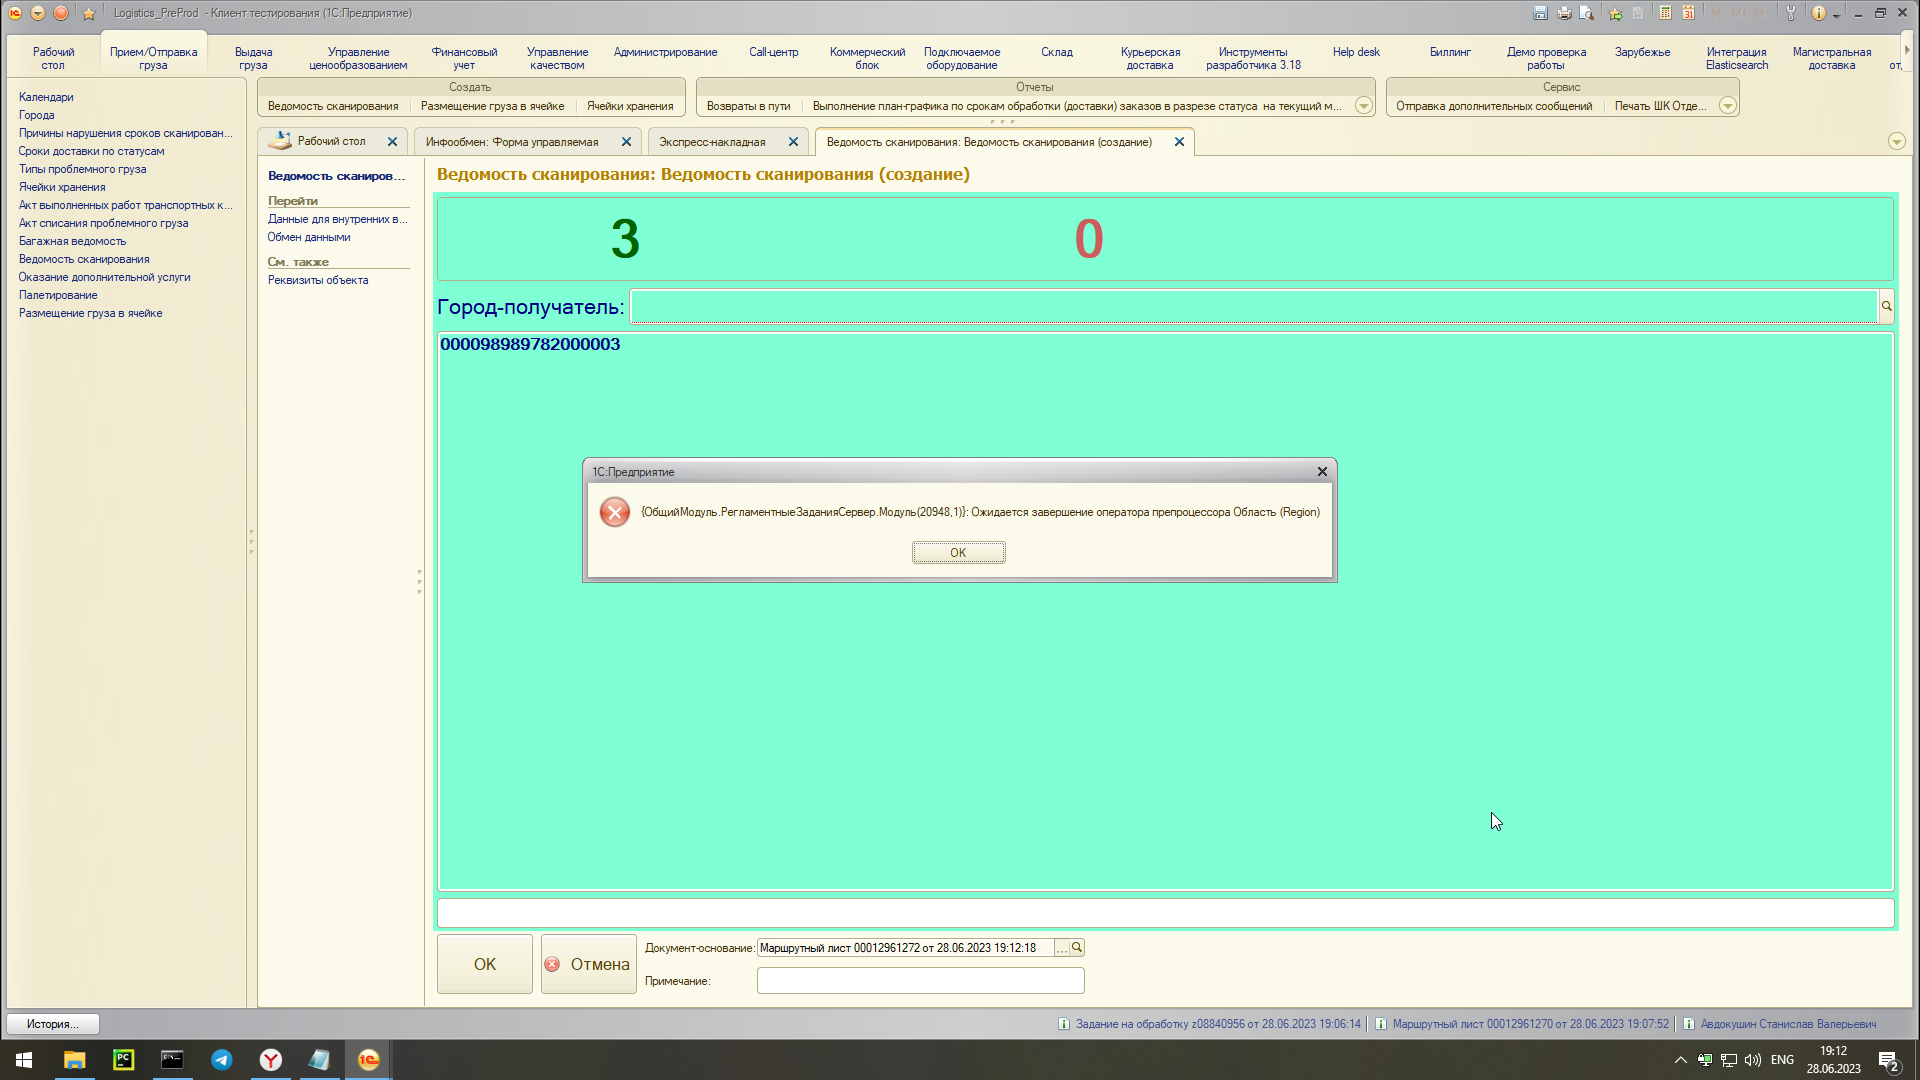 Logistics_PreProd - Клиент тестирования (1С:Предприятие)
Рабочий стол
Прием/Отправка груза
Выдача груза
Управление ценообразованием
Финансовый учет
Управление качеством
Администрирование
Call-центр
Коммерческий блок
Подключаемое оборудование
Склад
Курьерская доставка
Инструменты разработчика 3.18
Help desk
Биллинг
Демо проверка работы
Зарубежье
Интеграция Elasticsearch
Магистральная доставка
Календари
Города
Причины нарушения сроков сканирован...
Сроки доставки по статусам
Типы проблемного груза
Ячейки хранения
Акт выполненных работ транспортных к...
Акт списания проблемного груза
Багажная ведомость
Ведомость сканирования
Оказание дополнительной услуги
Палетирование
Размещение груза в ячейке
Создать
Ведомость сканирования
Размещение груза в ячейке
Ячейки хранения
Отчеты
Возвраты в пути
Выполнение план-графика по срокам обработки (доставки) заказов в разрезе статуса на текущий м...
Сервис
Отправка дополнительных сообщений
Печать ШК Отде...
Рабочий стол
Инфообмен: Форма управляемая
Экспресс-накладная
Ведомость сканирования: Ведомость сканирования (создание)
Ведомость сканиров...
Перейти
Данные для внутренних в...
Обмен данными
См. также
Реквизиты объекта
Ведомость сканирования: Ведомость сканирования (создание)
3
0
Город-получатель:
000098989782000003
1С:Предприятие
{ОбщийМодуль.РегламентныеЗаданияСервер.Модуль(20948,1)}: Ожидается завершение оператора препроцессора Область (Region)
OK
OK
Отмена
Документ-основание: Маршрутный лист 00012961272 от 28.06.2023 19:12:18
Примечание:
История...
Задание на обработку z08840956 от 28.06.2023 19:06:14
Маршрутный лист 00012961270 от 28.06.2023 19:07:52
Авдокушин Станислав Валерьевич
ENG
19:12
28.06.2023
2